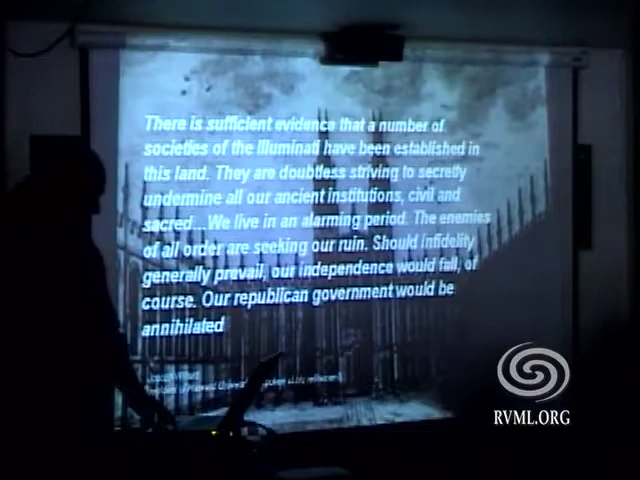 There is sufficient evidence that a number of
societies of the Illuminati have been established in
this land. They are doubtless striving to secretly
undermine all our ancient institutions, civil and
sacred...We live in an alarming period. The enemies
of all order are seeking our ruin. Should infidelity
generally prevail, our independence would fall, of
course. Our republican government would be
annihilated
President of Harvard
RVML.ORG